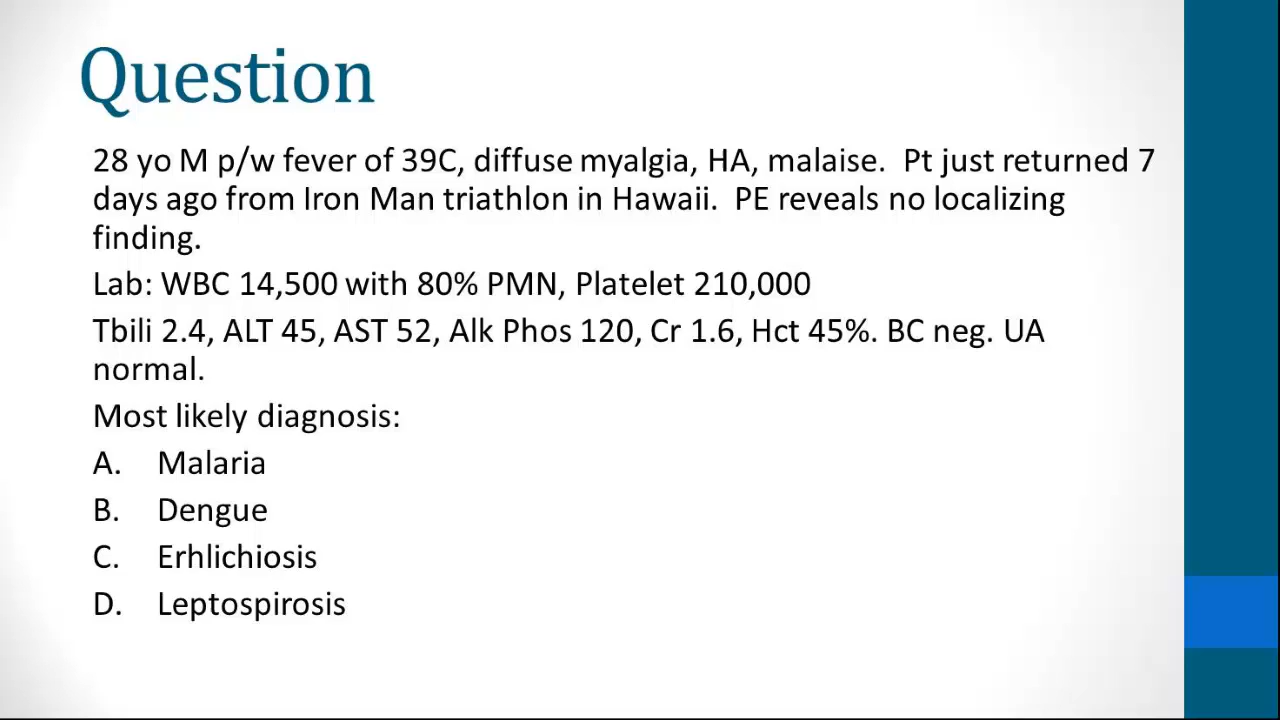 Question
28 yo M p/w fever of 39C, diffuse myalgia, HA, malaise. Pt just returned 7
days ago from Iron Man triathlon in Hawaii. PE reveals no localizing
finding.
Lab: WBC 14,500 with 80% PMN, Platelet 210,000
Tbili 2.4, ALT 45, AST 52, Alk Phos 120, Cr 1.6, Hct 45%. BC neg. UA
normal.
Most likely diagnosis:
A. Malaria
B. Dengue
C. Erhlichiosis
D. Leptospirosis